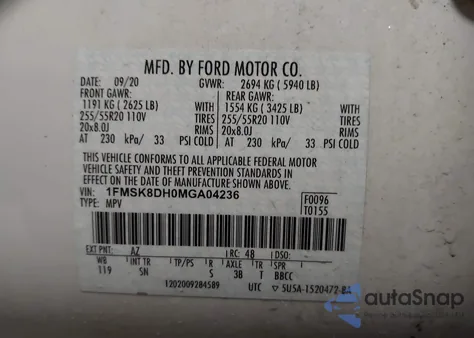 MFD. BY FORD MOTOR CO.
DATE: 09/20 GVWR: 2694 KG ( 5940 LB)
FRONT GAWR: REAR GAWR:
1191 KG ( 2625 LB) WITH 1554 KG ( 3425 LB) WITH
255/55R20 110V TIRES 255/55R20 110V TIRES
20x8.0J RIMS 20x8.0J RIMS
AT 230 kPa/ 33 PSI COLD AT 230 kPa/ 33 PSI COLD
THIS VEHICLE CONFORMS TO ALL APPLICABLE FEDERAL MOTOR
VEHICLE SAFETY AND THEFT PREVENTION STANDARDS IN
EFFECT ON THE DATE OF MANUFACTURE SHOWN ABOVE.
VIN: 1FMSK8DH0MGA04236 F0096
TYPE: MPV T0155
EXT PNT: AZ RC: 48 DSO:
WB INT TR TP/PS R AXLE TR SPR
119 SN S 3B T BBCC
1202009284589 UTC ▽ 5U5A-1520472-BA
autoSnap